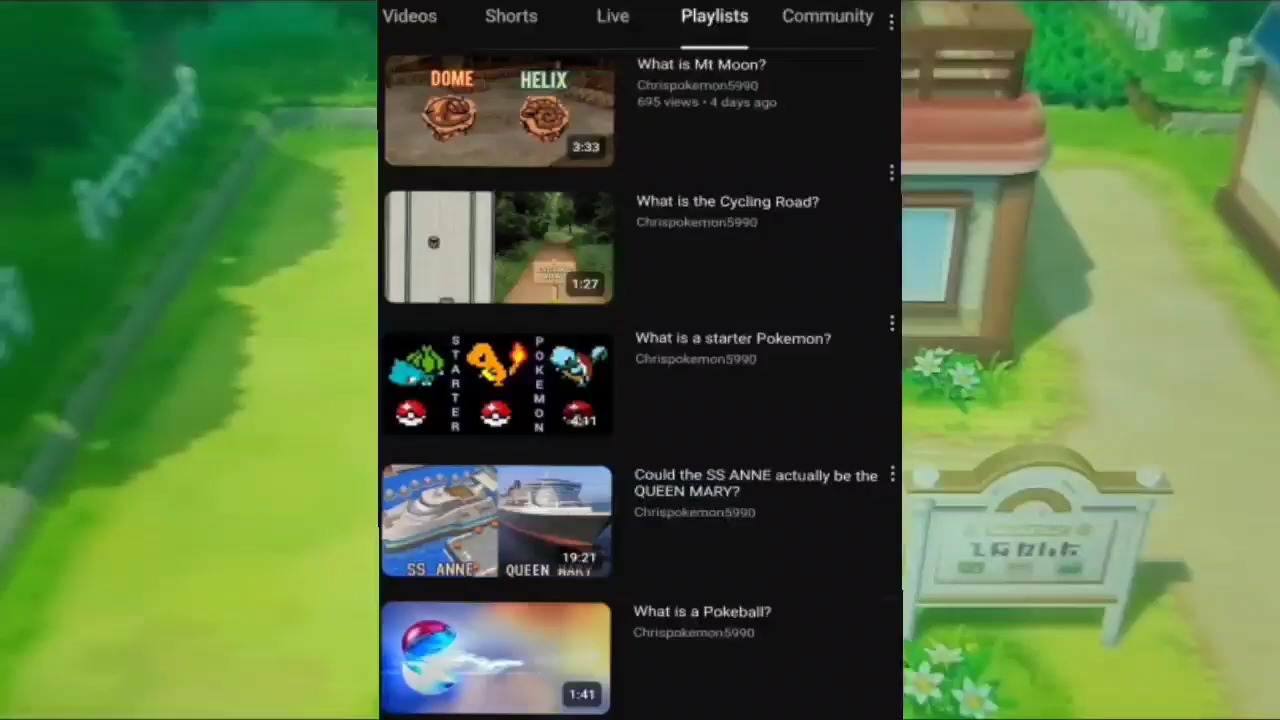 Videos Shorts Live Playlists Community
DOME HELIX
3:33
What is Mt Moon?
Chrispokemon5990
695 views • 4 days ago
1:27
What is the Cycling Road?
Chrispokemon5990
STARTER
POKEMON
4:11
What is a starter Pokemon?
Chrispokemon5990
19:21
SS ANNE QUEEN MARY
Could the SS ANNE actually be the
QUEEN MARY?
Chrispokemon5990
1:41
What is a Pokeball?
Chrispokemon5990